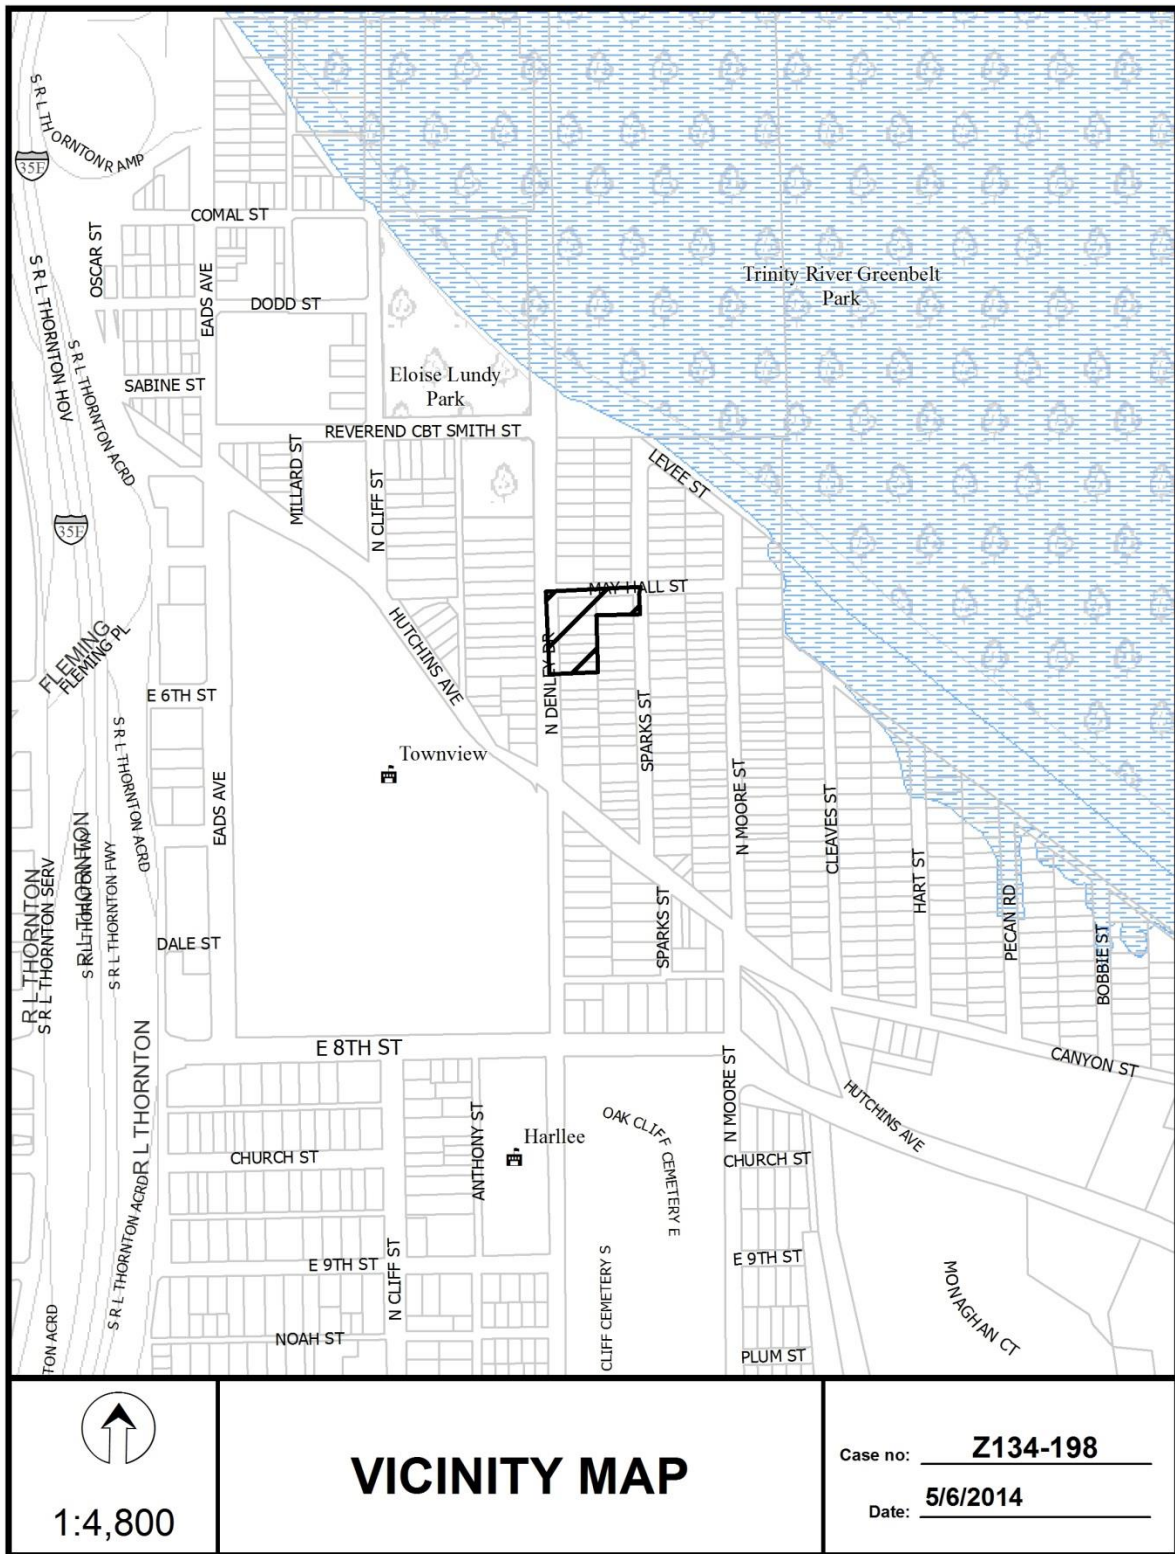 S R L THORNTON RAMP
35E
COMAL ST
OSCAR ST
EADS AVE
S R L THORNTON HOV
S R L THORNTON ACRD
DODD ST
Trinity River Greenbelt
Park
SABINE ST
Eloise Lundy
Park
REVEREND CBT SMITH ST
MILLARD ST
N CLIFF ST
LEVEE ST
35E
MAY HALL ST
HUTCHINS AVE
N DENLEY DR
FLEMING
FLEMING PL
E 6TH ST
SPARKS ST
S R L THORNTON ACRD
Townview
EADS AVE
N MOORE ST
CLEAVES ST
HART ST
R L THORNTON
S R L THORNTON SERV
R L THORNTON
S R L THORNTON FWY
S R L THORNTON FWY
SPARKS ST
PECAN RD
BOBBIE ST
DALE ST
E 8TH ST
CANYON ST
R L THORNTON
S R L THORNTON ACRD
N MOORE ST
HUTCHINS AVE
ANTHONY ST
OAK CLIFF CEMETERY E
Harllee
CHURCH ST
CHURCH ST
E 9TH ST
N CLIFF ST
CLIFF CEMETERY S
E 9TH ST
MONAGHAN CT
NOAH ST
TON ACRD
PLUM ST
1:4,800
VICINITY MAP
Case no: Z134-198
Date: 5/6/2014